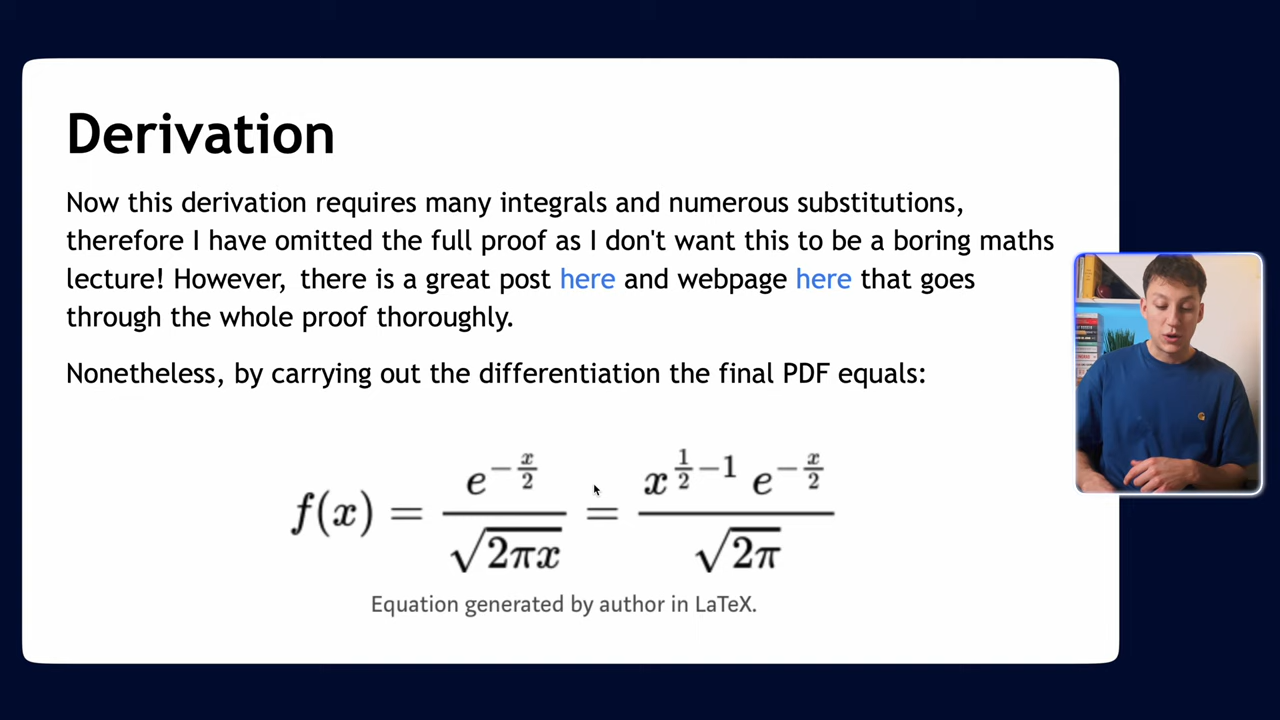 Derivation
Now this derivation requires many integrals and numerous substitutions,
therefore I have omitted the full proof as I don't want this to be a boring maths
lecture! However, there is a great post here and webpage here that goes
through the whole proof thoroughly.
Nonetheless, by carrying out the differentiation the final PDF equals:
f(x) = e^{-x/2} / √(2πx) = x^{1/2 - 1} e^{-x/2} / √(2π)
Equation generated by author in LaTeX.